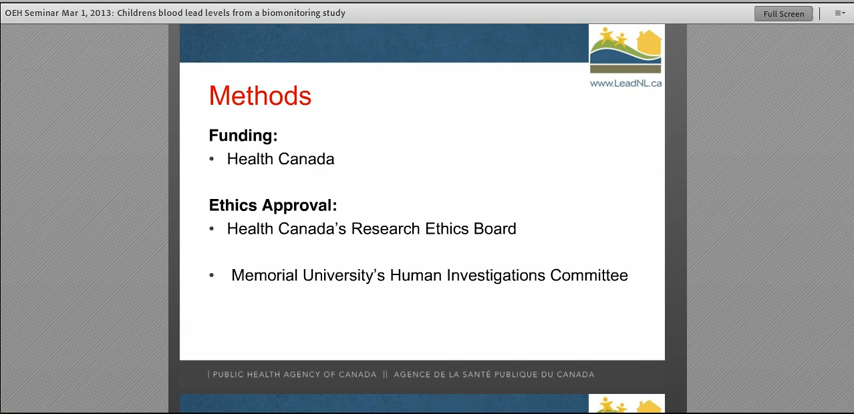 OEH Seminar Mar 1, 2013: Childrens blood lead levels from a biomonitoring study
Full Screen
www.LeadNL.ca
Methods
Funding:
• Health Canada
Ethics Approval:
• Health Canada's Research Ethics Board
• Memorial University's Human Investigations Committee
| PUBLIC HEALTH AGENCY OF CANADA || AGENCE DE LA SANTÉ PUBLIQUE DU CANADA